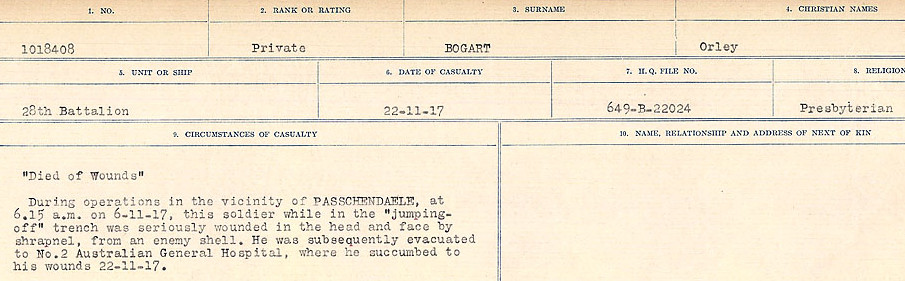 1. NO. 2. RANK OR RATING 3. SURNAME 4. CHRISTIAN NAMES
1018408 Private BOGART Orley
5. UNIT OR SHIP 6. DATE OF CASUALTY 7. H. Q. FILE NO. 8. RELIGION
28th Battalion 22-11-17 649-B-22024 Presbyterian
9. CIRCUMSTANCES OF CASUALTY 10. NAME, RELATIONSHIP AND ADDRESS OF NEXT OF KIN
"Died of Wounds"
During operations in the vicinity of PASSCHENDAELE, at
6.15 a.m. on 6-11-17, this soldier while in the "jumping-
off" trench was seriously wounded in the head and face by
shrapnel, from an enemy shell. He was subsequently evacuated
to No.2 Australian General Hospital, where he succumbed to
his wounds 22-11-17.